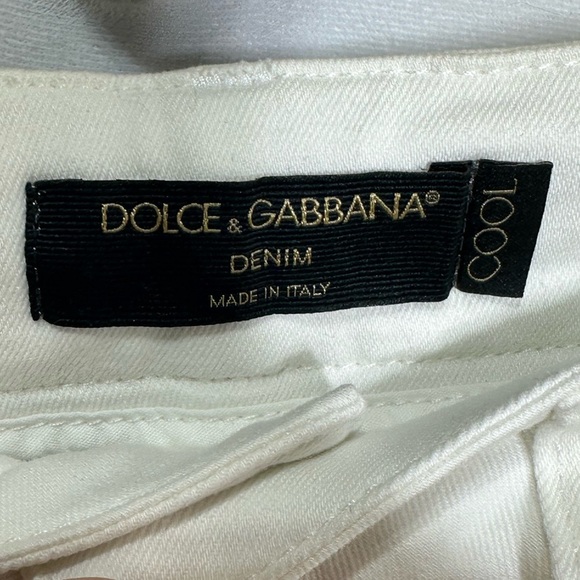 DOLCE & GABBANA®
DENIM
MADE IN ITALY
COOL